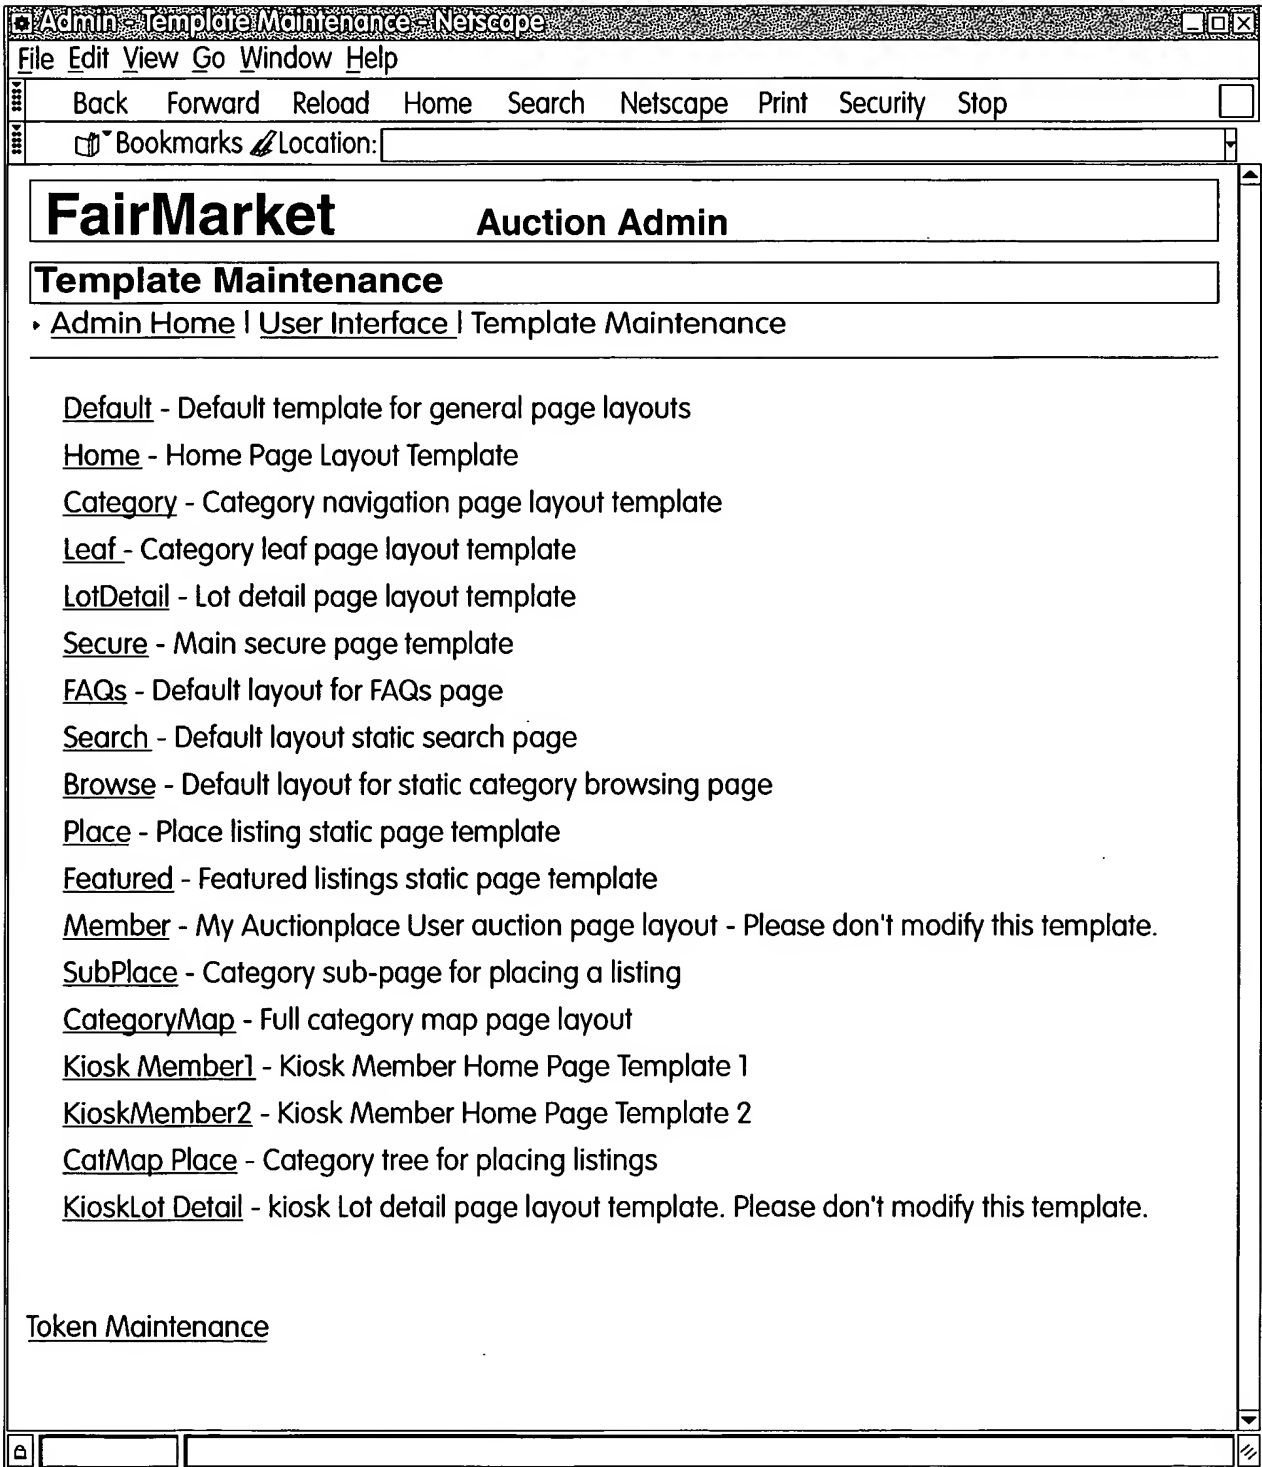 Admin - Template Maintenance - Netscape
File Edit View Go Window Help
Back Forward Reload Home Search Netscape Print Security Stop
Bookmarks Location:
FairMarket Auction Admin
Template Maintenance
Admin Home | User Interface | Template Maintenance
Default - Default template for general page layouts
Home - Home Page Layout Template
Category - Category navigation page layout template
Leaf - Category leaf page layout template
LotDetail - Lot detail page layout template
Secure - Main secure page template
FAQs - Default layout for FAQs page
Search - Default layout static search page
Browse - Default layout for static category browsing page
Place - Place listing static page template
Featured - Featured listings static page template
Member - My Auctionplace User auction page layout - Please don't modify this template.
SubPlace - Category sub-page for placing a listing
CategoryMap - Full category map page layout
Kiosk Member1 - Kiosk Member Home Page Template 1
KioskMember2 - Kiosk Member Home Page Template 2
CatMap Place - Category tree for placing listings
KioskLot Detail - kiosk Lot detail page layout template. Please don't modify this template.
Token Maintenance